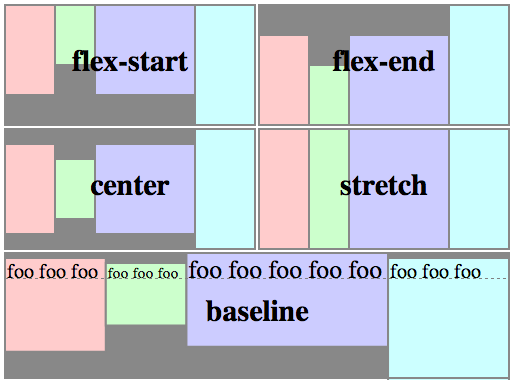 flex-start
flex-end
center
stretch
foo foo foo
foo foo foo
foo foo foo foo foo
foo foo foo
baseline